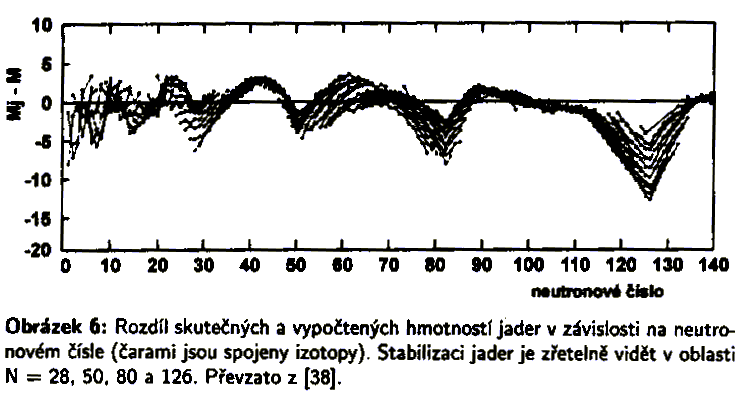 10
5
0
-5
-10
-15
-20
Mj - M
0 10 20 30 40 50 60 70 80 90 100 110 120 130 140
neutronové číslo
Obrázek 6: Rozdíl skutečných a vypočtených hmotností jader v závislosti na neutro-
novém čísle (čarami jsou spojeny izotopy). Stabilizaci jader je zřetelně vidět v oblasti
N = 28, 50, 80 a 126. Převzato z [38].